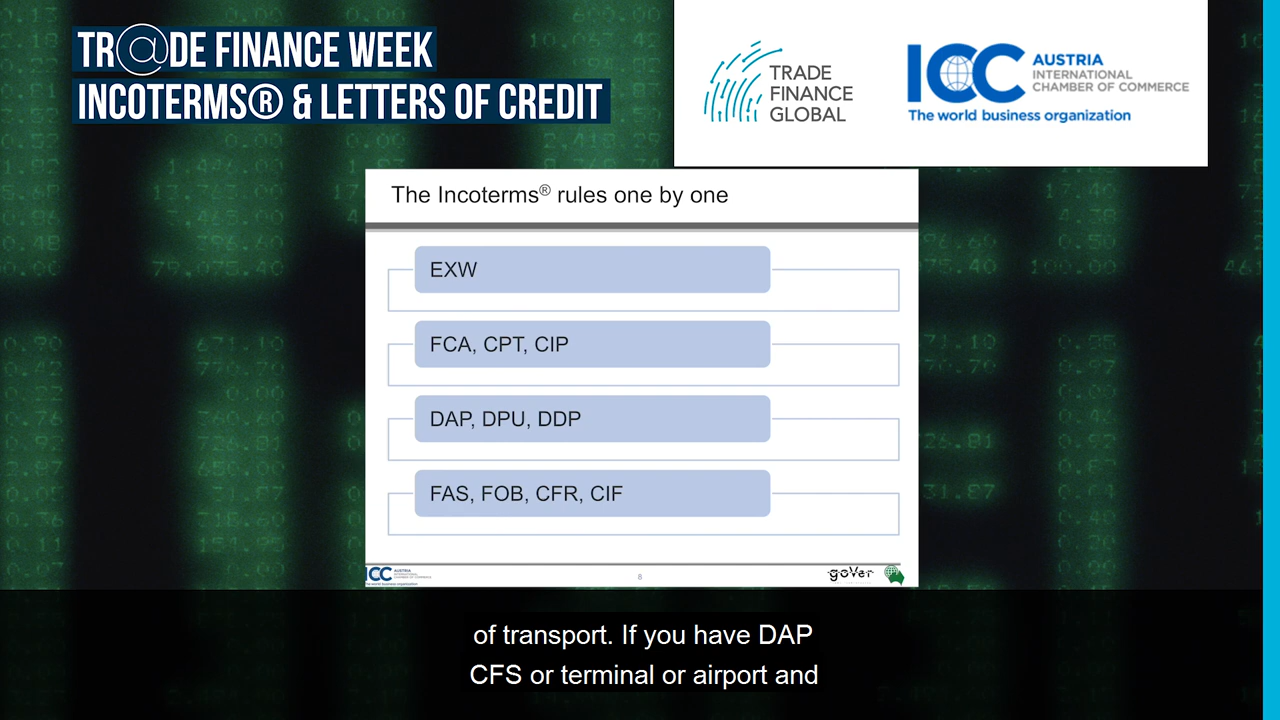 TR@DE FINANCE WEEK
INCOTERMS® & LETTERS OF CREDIT
TRADE
FINANCE
GLOBAL
ICC AUSTRIA
INTERNATIONAL
CHAMBER OF COMMERCE
The world business organization
The Incoterms® rules one by one
EXW
FCA, CPT, CIP
DAP, DPU, DDP
FAS, FOB, CFR, CIF
ICC AUSTRIA
8
goVer
of transport. If you have DAP
CFS or terminal or airport and